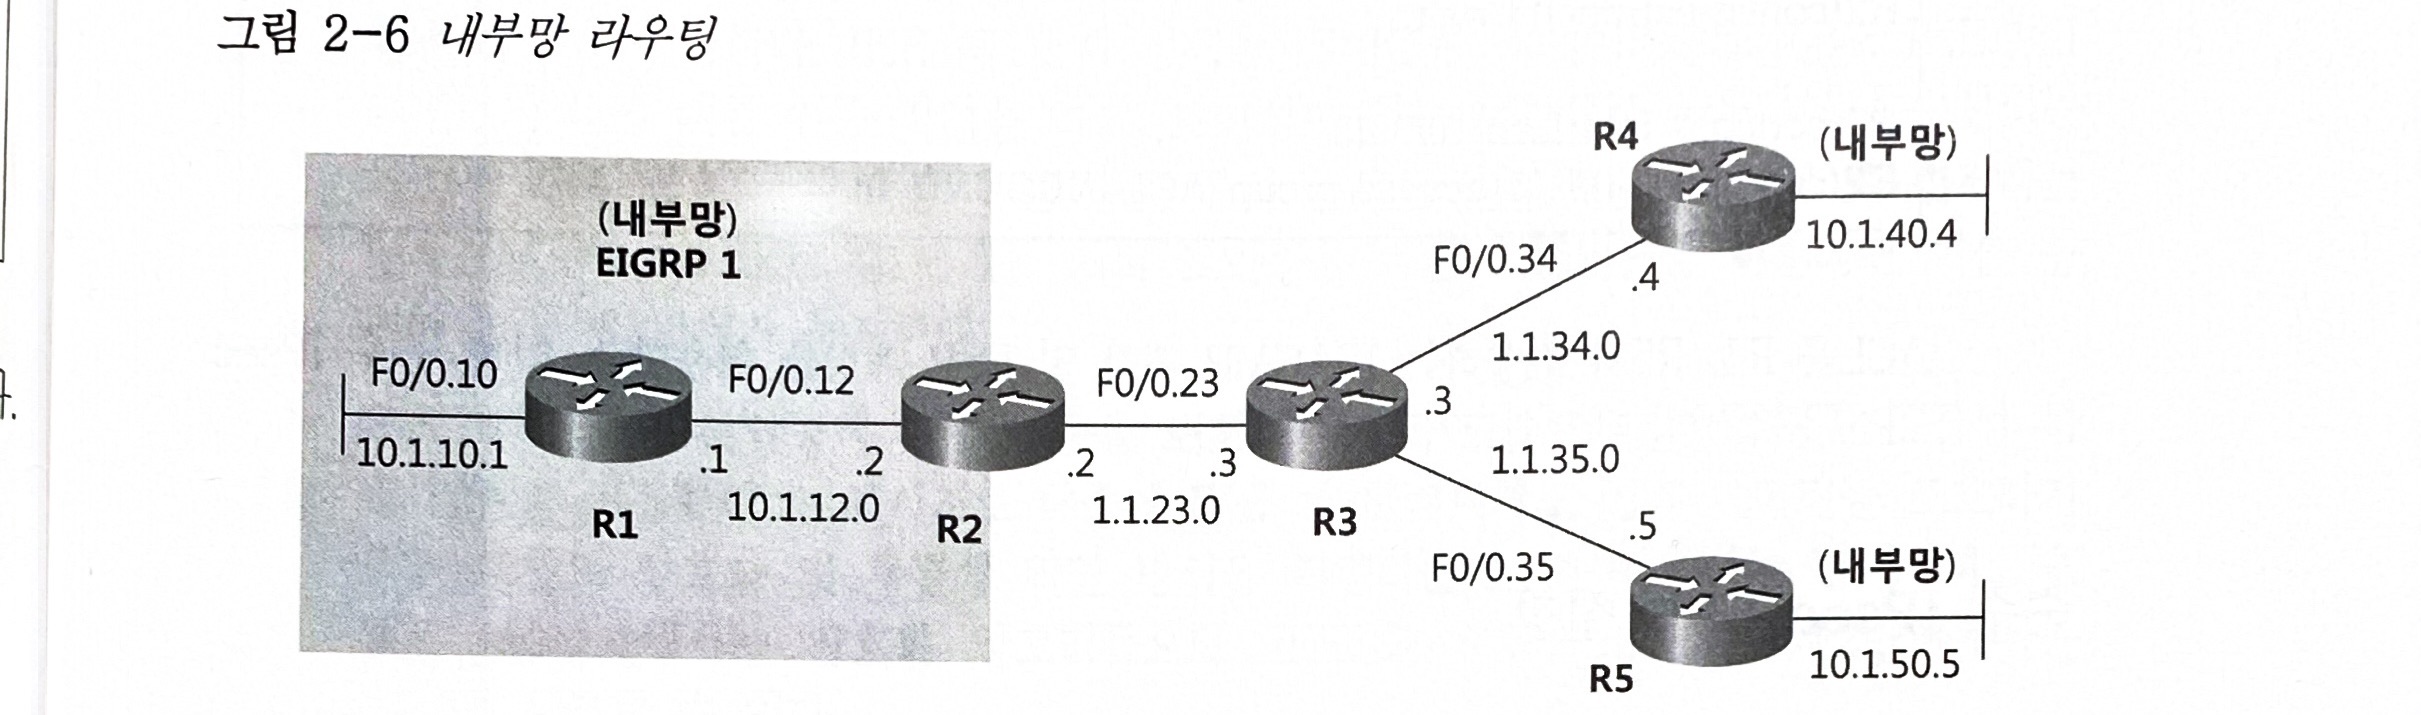 그림 2-6 내부망 라우팅
R4
(내부망)
10.1.40.4
F0/0.34
.4
1.1.34.0
(내부망)
EIGRP 1
F0/0.10
10.1.10.1
R1
F0/0.12
.1
.2
10.1.12.0
R2
F0/0.23
.2
.3
1.1.23.0
R3
.3
1.1.35.0
.5
F0/0.35
(내부망)
10.1.50.5
R5